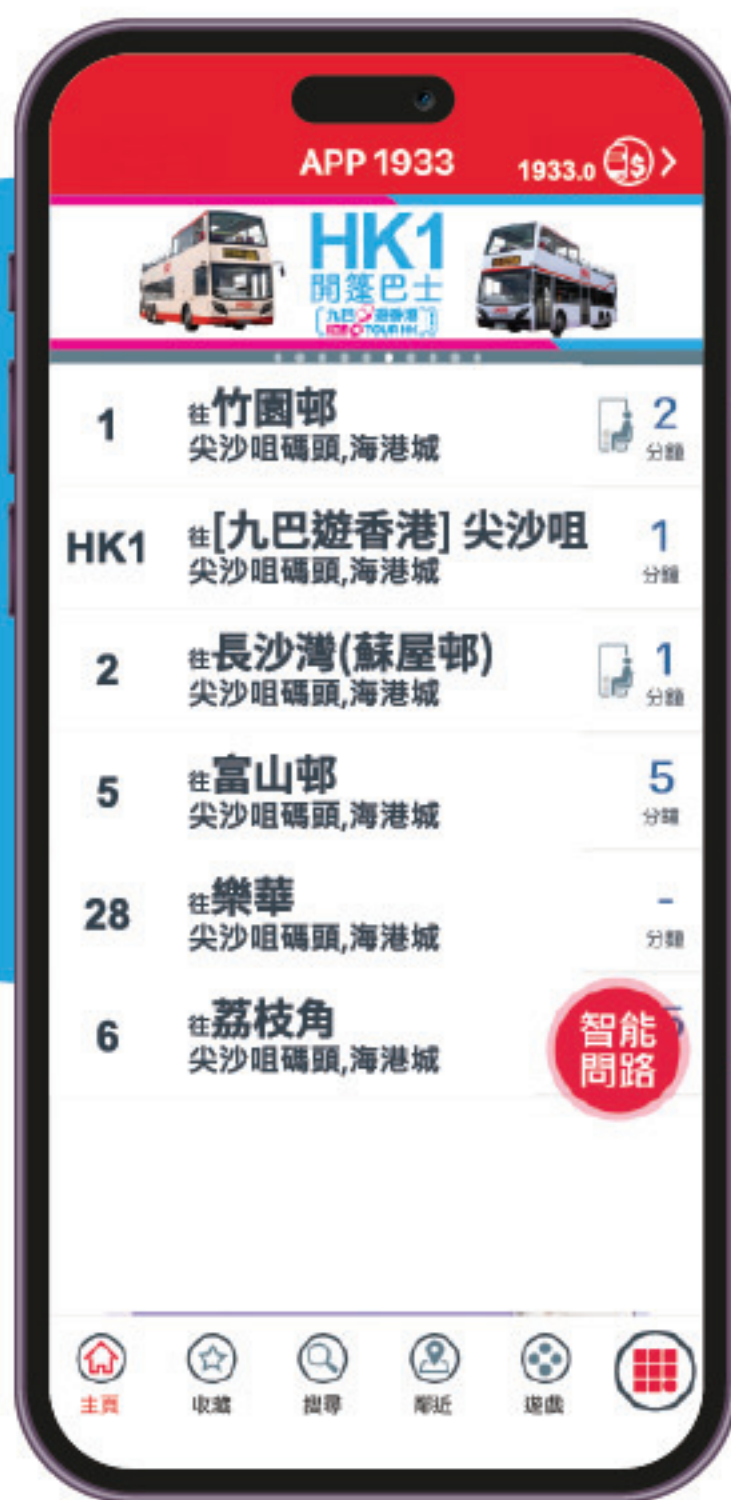 APP 1933
1933.0
HK1
開篷巴士
[九巴遊香港]
1
往竹園邨
尖沙咀碼頭,海港城
2
分鐘
HK1
往[九巴遊香港] 尖沙咀
尖沙咀碼頭,海港城
1
分鐘
2
往長沙灣(蘇屋邨)
尖沙咀碼頭,海港城
1
分鐘
5
往富山邨
尖沙咀碼頭,海港城
5
分鐘
28
往樂華
尖沙咀碼頭,海港城
-
分鐘
6
往荔枝角
尖沙咀碼頭,海港城
智能
問路
主頁
收藏
搜尋
鄰近
遊戲